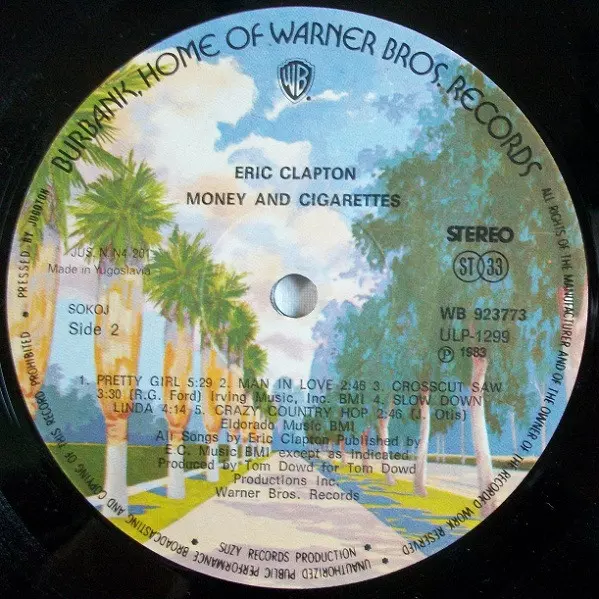 BURBANK, HOME OF WARNER BROS. RECORDS
WB
ERIC CLAPTON
MONEY AND CIGARETTES
JUS. N. N4-201
Made in Yugoslavia
STEREO
ST 33
SOKOJ
Side 2
WB 923773
ULP-1299
Ⓟ 1983
1. PRETTY GIRL 5:29 2. MAN IN LOVE 2:46 3. CROSSCUT SAW
3:30 (R.G. Ford) Irving Music, Inc. BMI 4. SLOW DOWN
LINDA 4:14 5. CRAZY COUNTRY HOP 2:46 (J. Otis)
Eldorado Music BMI
All Songs by Eric Clapton Published by
E.C. Music BMI except as indicated
Produced by Tom Dowd for Tom Dowd
Productions Inc.
Warner Bros. Records
SUZY RECORDS PRODUCTION
ALL RIGHTS OF THE MANUFACTURER AND OF THE OWNER OF THE RECORDED WORK RESERVED • UNAUTHORIZED PUBLIC PERFORMANCE BROADCASTING AND COPYING OF THIS RECORD PROHIBITED • PRESSED BY JUGOTON